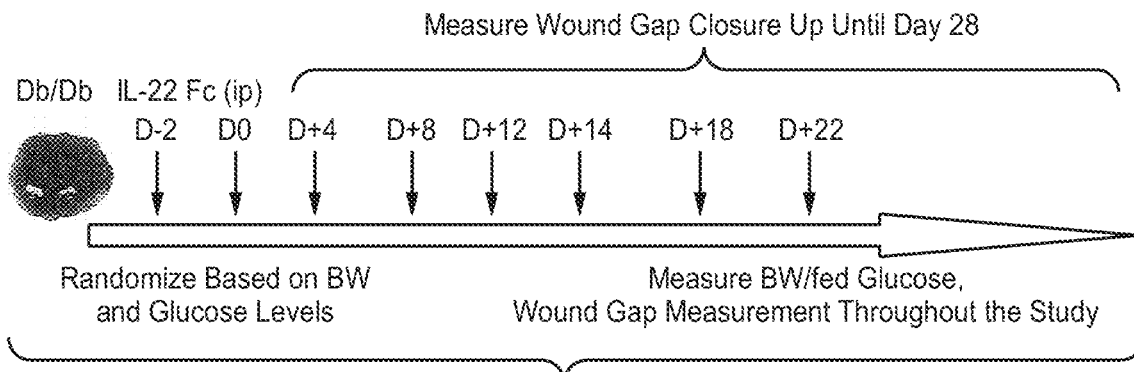 Measure Wound Gap Closure Up Until Day 28
Db/Db IL-22 Fc (ip)
D-2 D0 D+4 D+8 D+12 D+14 D+18 D+22
Randomize Based on BW
and Glucose Levels
Measure BW/fed Glucose,
Wound Gap Measurement Throughout the Study